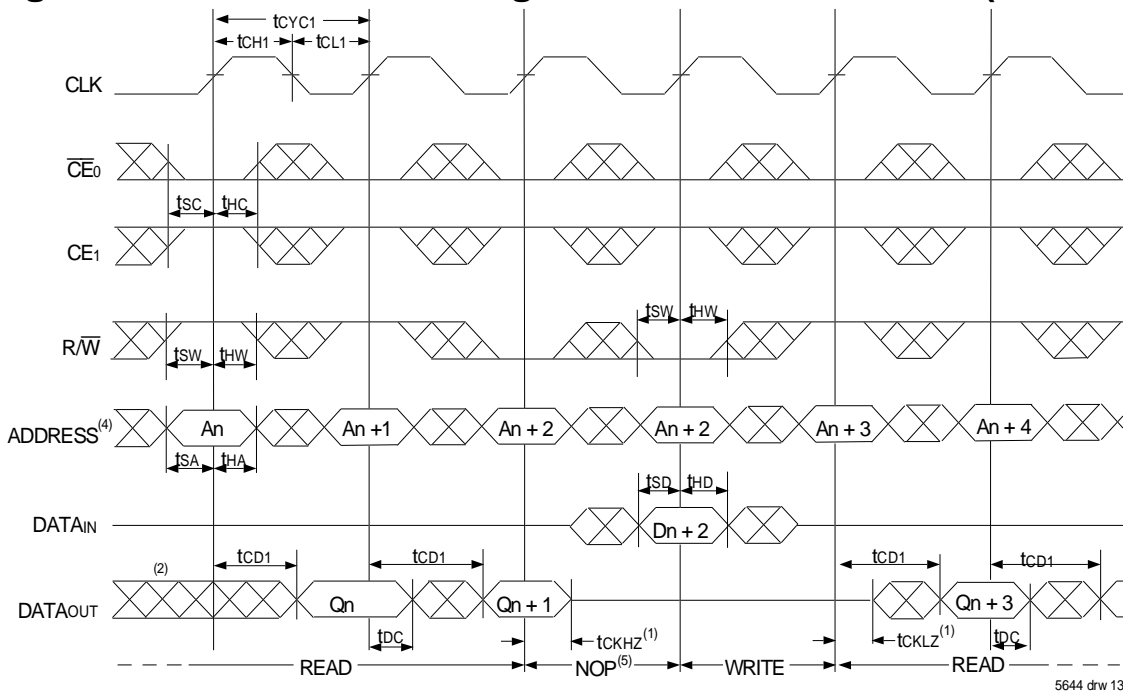 tCYC1
tCH1 tCL1
CLK
CE0
tSC tHC
CE1
tSW tHW
R/W
tSW tHW
ADDRESS(4) An An +1 An + 2 An + 2 An + 3 An + 4
tSA tHA
tSD tHD
DATAIN Dn + 2
tCD1 tCD1 tCD1 tCD1
(2)
DATAOUT Qn Qn + 1 Qn + 3
tDC tCKHZ(1) tCKLZ(1) tDC
READ NOP(5) WRITE READ
5644 drw 13